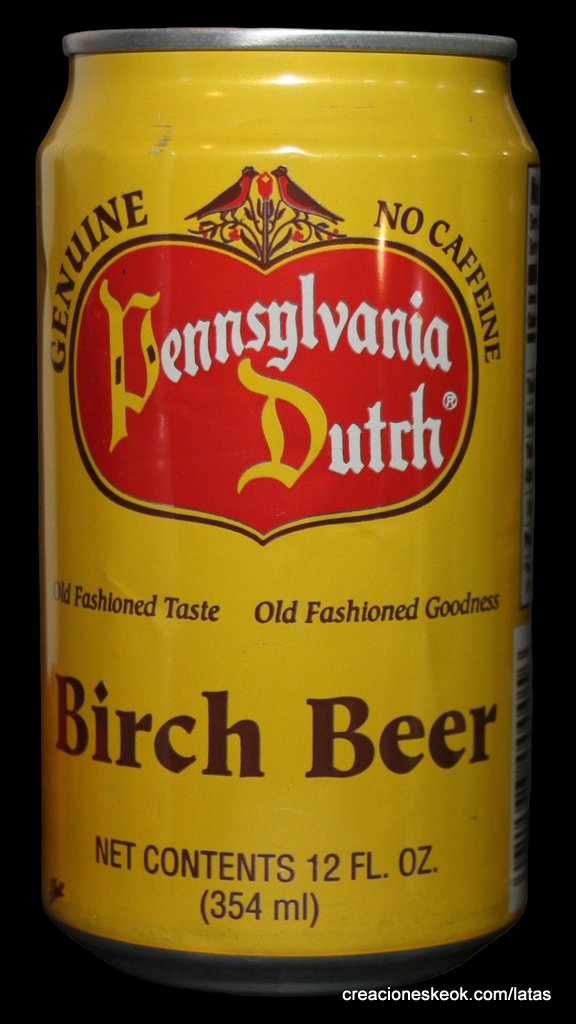 GENUINE
NO CAFFEINE
Pennsylvania
Dutch®
Old Fashioned Taste Old Fashioned Goodness
Birch Beer
NET CONTENTS 12 FL. OZ.
(354 ml)
creacioneskeok.com/latas